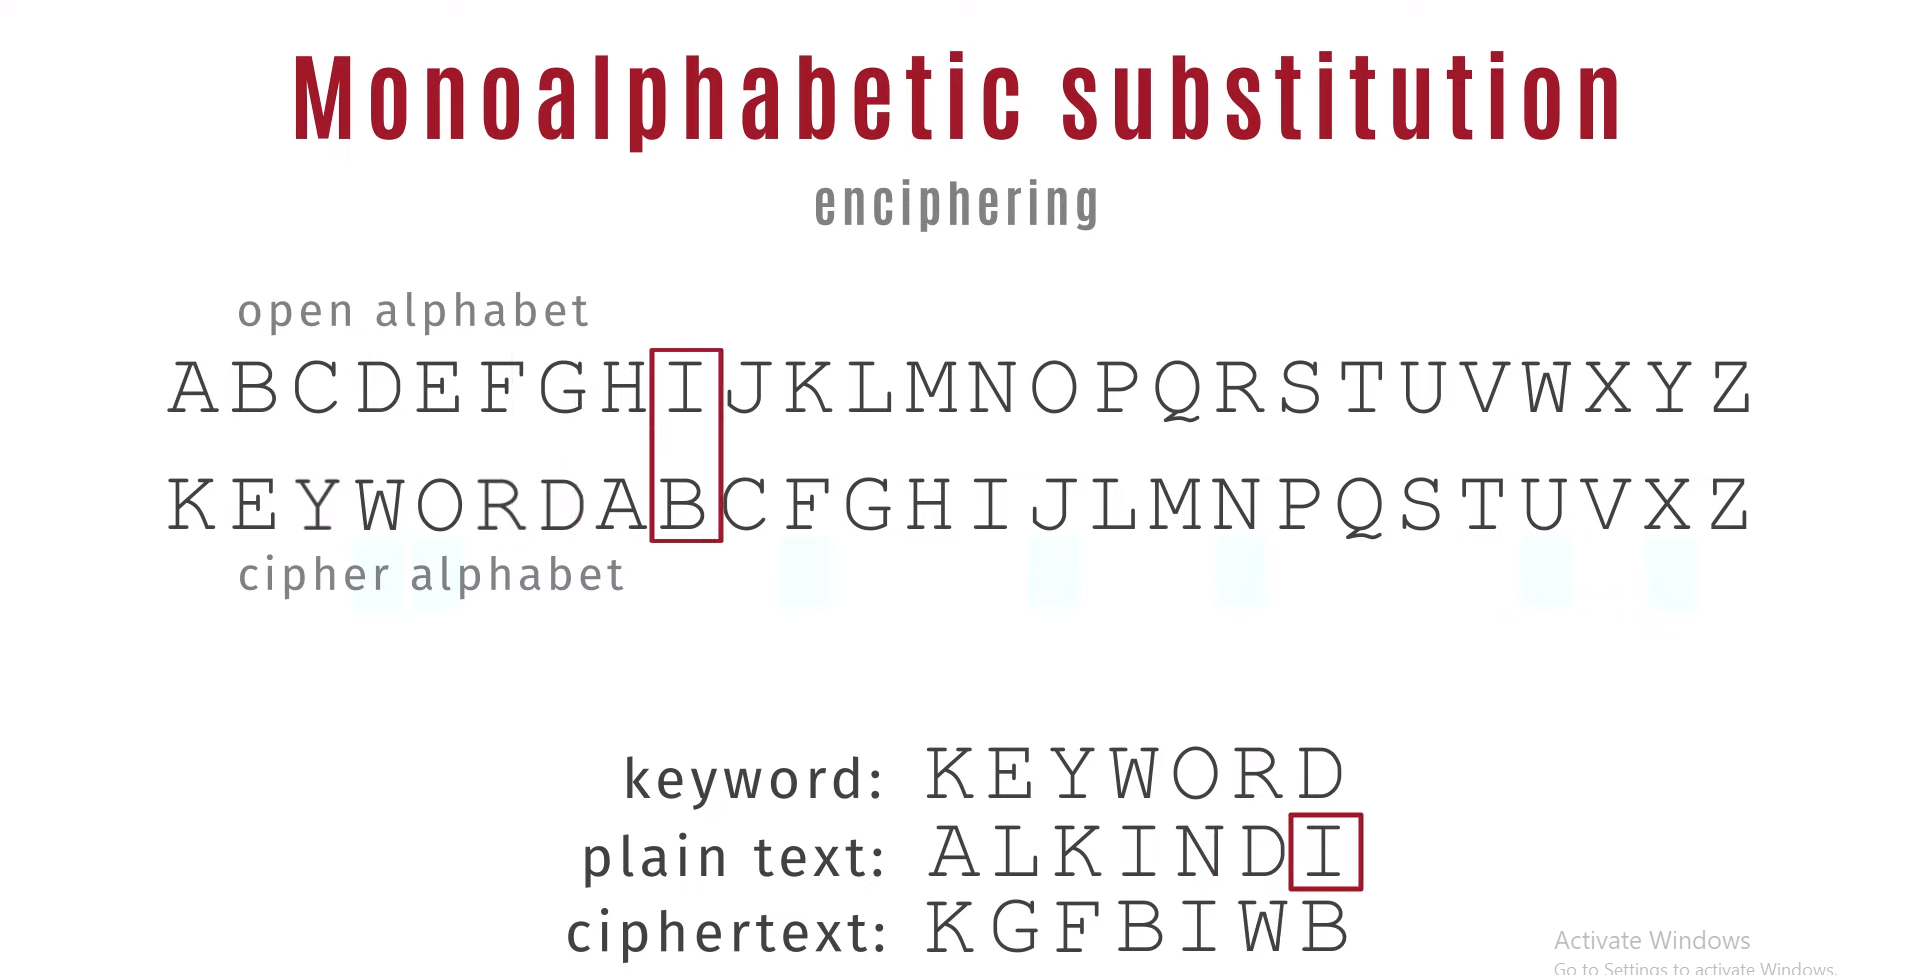 Monoalphabetic substitution
enciphering
open alphabet
ABCDEFGHIJKLMNOPQRSTUVWXYZ
KEYWORDABCFGHIJLMNPQSTUVXZ
cipher alphabet
keyword: KEYWORD
plain text: ALKINDI
ciphertext: KGFBIWB
Activate Windows
Go to Settings to activate Windows.